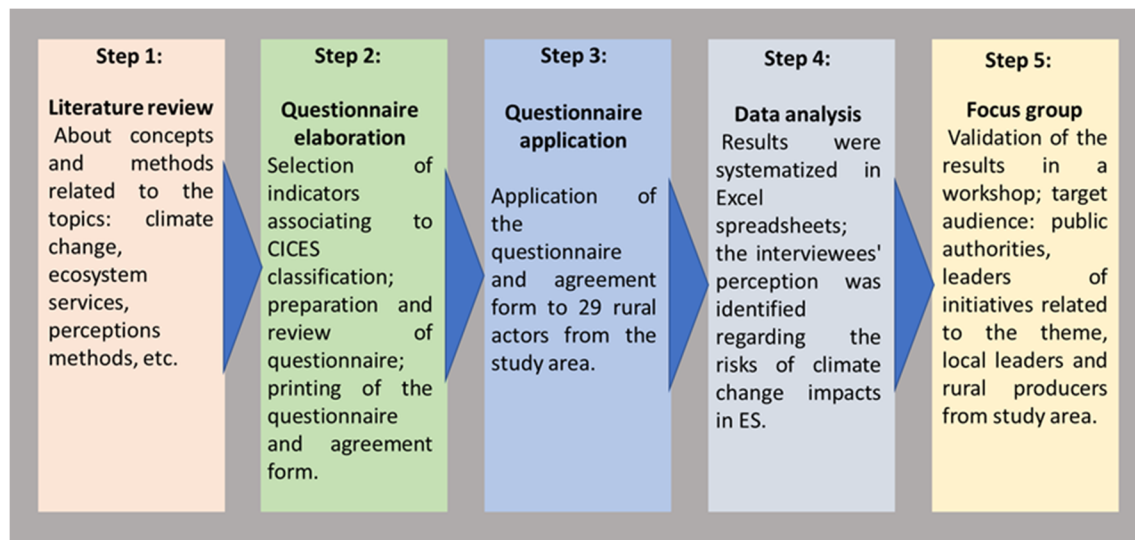 Step 1:
Literature review
About concepts
and methods
related to the
topics: climate
change,
ecosystem
services,
perceptions
methods, etc.
Step 2:
Questionnaire
elaboration
Selection of
indicators
associating to
CICES
classification;
preparation and
review of
questionnaire;
printing of the
questionnaire
and agreement
form.
Step 3:
Questionnaire
application
Application of
the
questionnaire
and agreement
form to 29 rural
actors from the
study area.
Step 4:
Data analysis
Results were
systematized in
Excel
spreadsheets;
the interviewees'
perception was
identified
regarding the
risks of climate
change impacts
in ES.
Step 5:
Focus group
Validation of the
results in a
workshop; target
audience: public
authorities,
leaders of
initiatives related
to the theme,
local leaders and
rural producers
from study area.